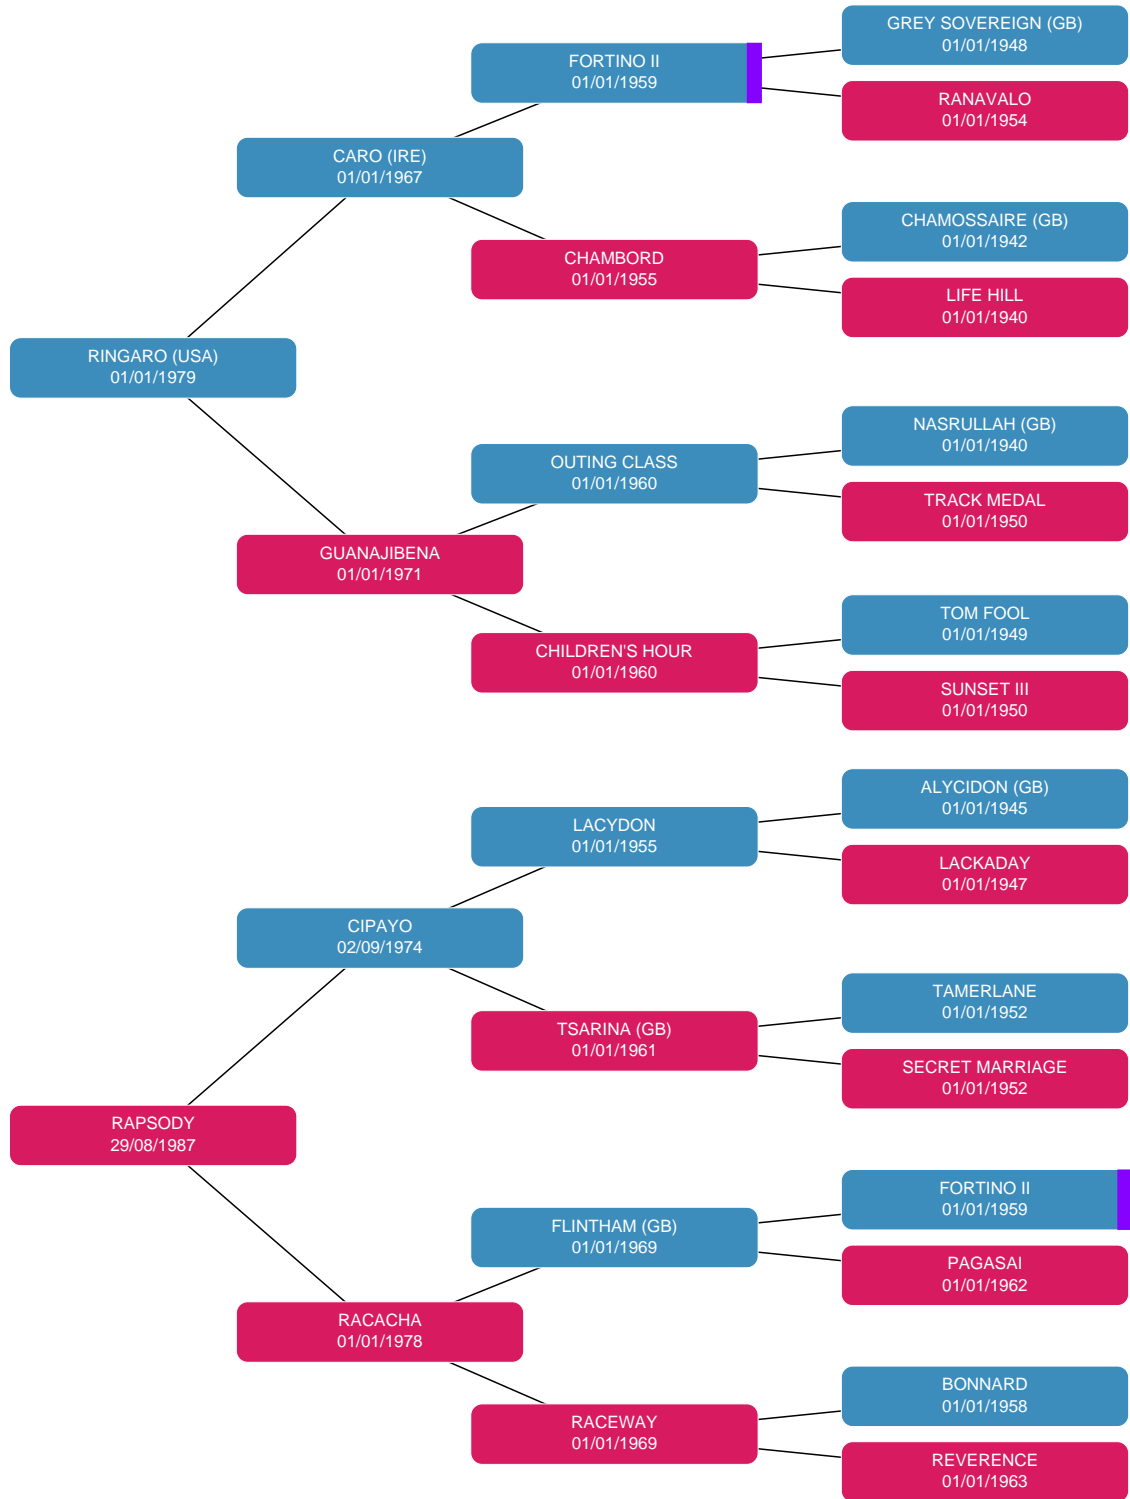 GREY SOVEREIGN (GB)
01/01/1948
FORTINO II
01/01/1959
RANAVALO
01/01/1954
CARO (IRE)
01/01/1967
CHAMOSSAIRE (GB)
01/01/1942
CHAMBORD
01/01/1955
LIFE HILL
01/01/1940
RINGARO (USA)
01/01/1979
NASRULLAH (GB)
01/01/1940
OUTING CLASS
01/01/1960
TRACK MEDAL
01/01/1950
GUANAJIBENA
01/01/1971
TOM FOOL
01/01/1949
CHILDREN'S HOUR
01/01/1960
SUNSET III
01/01/1950
ALYCIDON (GB)
01/01/1945
LACYDON
01/01/1955
LACKADAY
01/01/1947
CIPAYO
02/09/1974
TAMERLANE
01/01/1952
TSARINA (GB)
01/01/1961
SECRET MARRIAGE
01/01/1952
RAPSODY
29/08/1987
FORTINO II
01/01/1959
FLINTHAM (GB)
01/01/1969
PAGASAI
01/01/1962
RACACHA
01/01/1978
BONNARD
01/01/1958
RACEWAY
01/01/1969
REVERENCE
01/01/1963